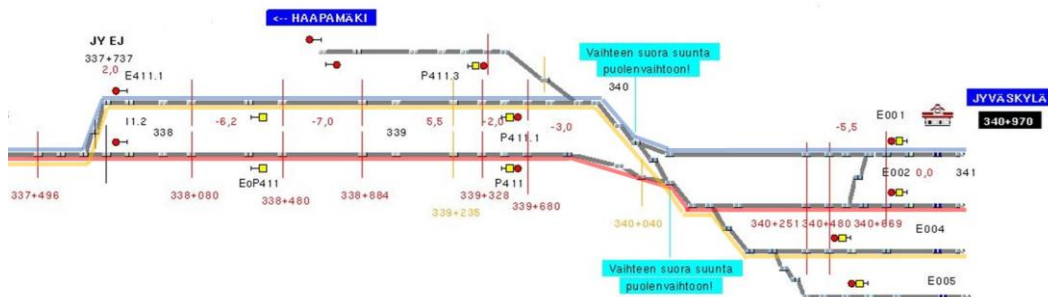 <-- HAAPAMÄKI
JY EJ
337+737
2,0
E411.1
P411.3
Vaihteen suora suunta
puolenvaihtoon!
340
JYVÄSKYLÄ
340+970
E001
I1.2
338
-6,2
-7,0
339
5,5
-2,0
P411.1
-3,0
-5,5
337+496
338+080
EoP411
338+480
338+884
339+235
339+328
P411
339+680
340+040
E002
0,0
341
340+251
340+480
340+669
E004
Vaihteen suora suunta
puolenvaihtoon!
E005